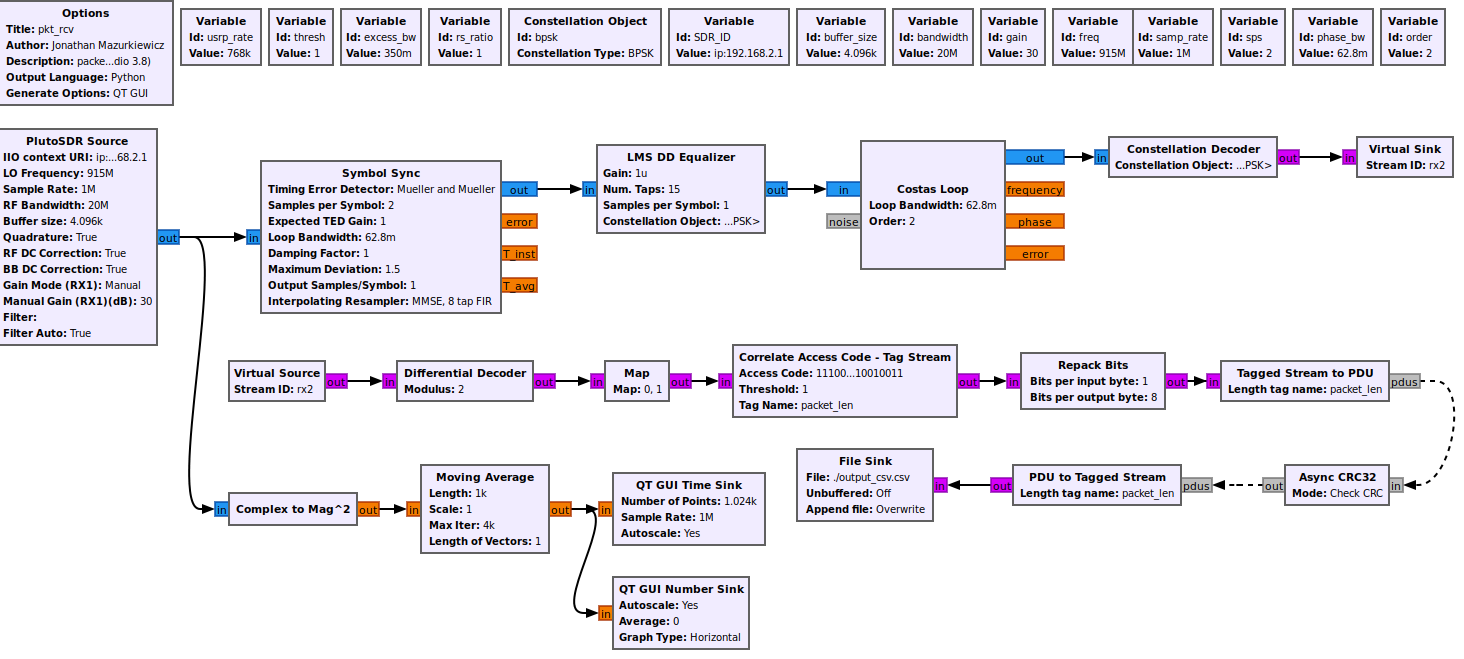 Options
Title: pkt_rcv
Author: Jonathan Mazurkiewicz
Description: packe...dio 3.8)
Output Language: Python
Generate Options: QT GUI
Variable
Id: usrp_rate
Value: 768k
Variable
Id: thresh
Value: 1
Variable
Id: excess_bw
Value: 350m
Variable
Id: rs_ratio
Value: 1
Constellation Object
Id: bpsk
Constellation Type: BPSK
Variable
Id: SDR_ID
Value: ip:192.168.2.1
Variable
Id: buffer_size
Value: 4.096k
Variable
Id: bandwidth
Value: 20M
Variable
Id: gain
Value: 30
Variable
Id: freq
Value: 915M
Variable
Id: samp_rate
Value: 1M
Variable
Id: sps
Value: 2
Variable
Id: phase_bw
Value: 62.8m
Variable
Id: order
Value: 2
PlutoSDR Source
IIO context URI: ip:...68.2.1
LO Frequency: 915M
Sample Rate: 1M
RF Bandwidth: 20M
Buffer size: 4.096k
Quadrature: True
RF DC Correction: True
BB DC Correction: True
Gain Mode (RX1): Manual
Manual Gain (RX1)(dB): 30
Filter:
Filter Auto: True
out
in
Symbol Sync
Timing Error Detector: Mueller and Mueller
Samples per Symbol: 2
Expected TED Gain: 1
Loop Bandwidth: 62.8m
Damping Factor: 1
Maximum Deviation: 1.5
Output Samples/Symbol: 1
Interpolating Resampler: MMSE, 8 tap FIR
out
error
T_inst
T_avg
in
LMS DD Equalizer
Gain: 1u
Num. Taps: 15
Samples per Symbol: 1
Constellation Object: ...PSK>
out
in
noise
Costas Loop
Loop Bandwidth: 62.8m
Order: 2
out
frequency
phase
error
in
Constellation Decoder
Constellation Object: ...PSK>
out
in
Virtual Sink
Stream ID: rx2
Virtual Source
Stream ID: rx2
out
in
Differential Decoder
Modulus: 2
out
in
Map
Map: 0, 1
out
in
Correlate Access Code - Tag Stream
Access Code: 11100...10010011
Threshold: 1
Tag Name: packet_len
out
in
Repack Bits
Bits per input byte: 1
Bits per output byte: 8
out
in
Tagged Stream to PDU
Length tag name: packet_len
pdus
in
Complex to Mag^2
out
in
Moving Average
Length: 1k
Scale: 1
Max Iter: 4k
Length of Vectors: 1
out
in
QT GUI Time Sink
Number of Points: 1.024k
Sample Rate: 1M
Autoscale: Yes
File Sink
File: ./output_csv.csv
Unbuffered: Off
Append file: Overwrite
in
out
PDU to Tagged Stream
Length tag name: packet_len
pdus
out
Async CRC32
Mode: Check CRC
in
in
QT GUI Number Sink
Autoscale: Yes
Average: 0
Graph Type: Horizontal